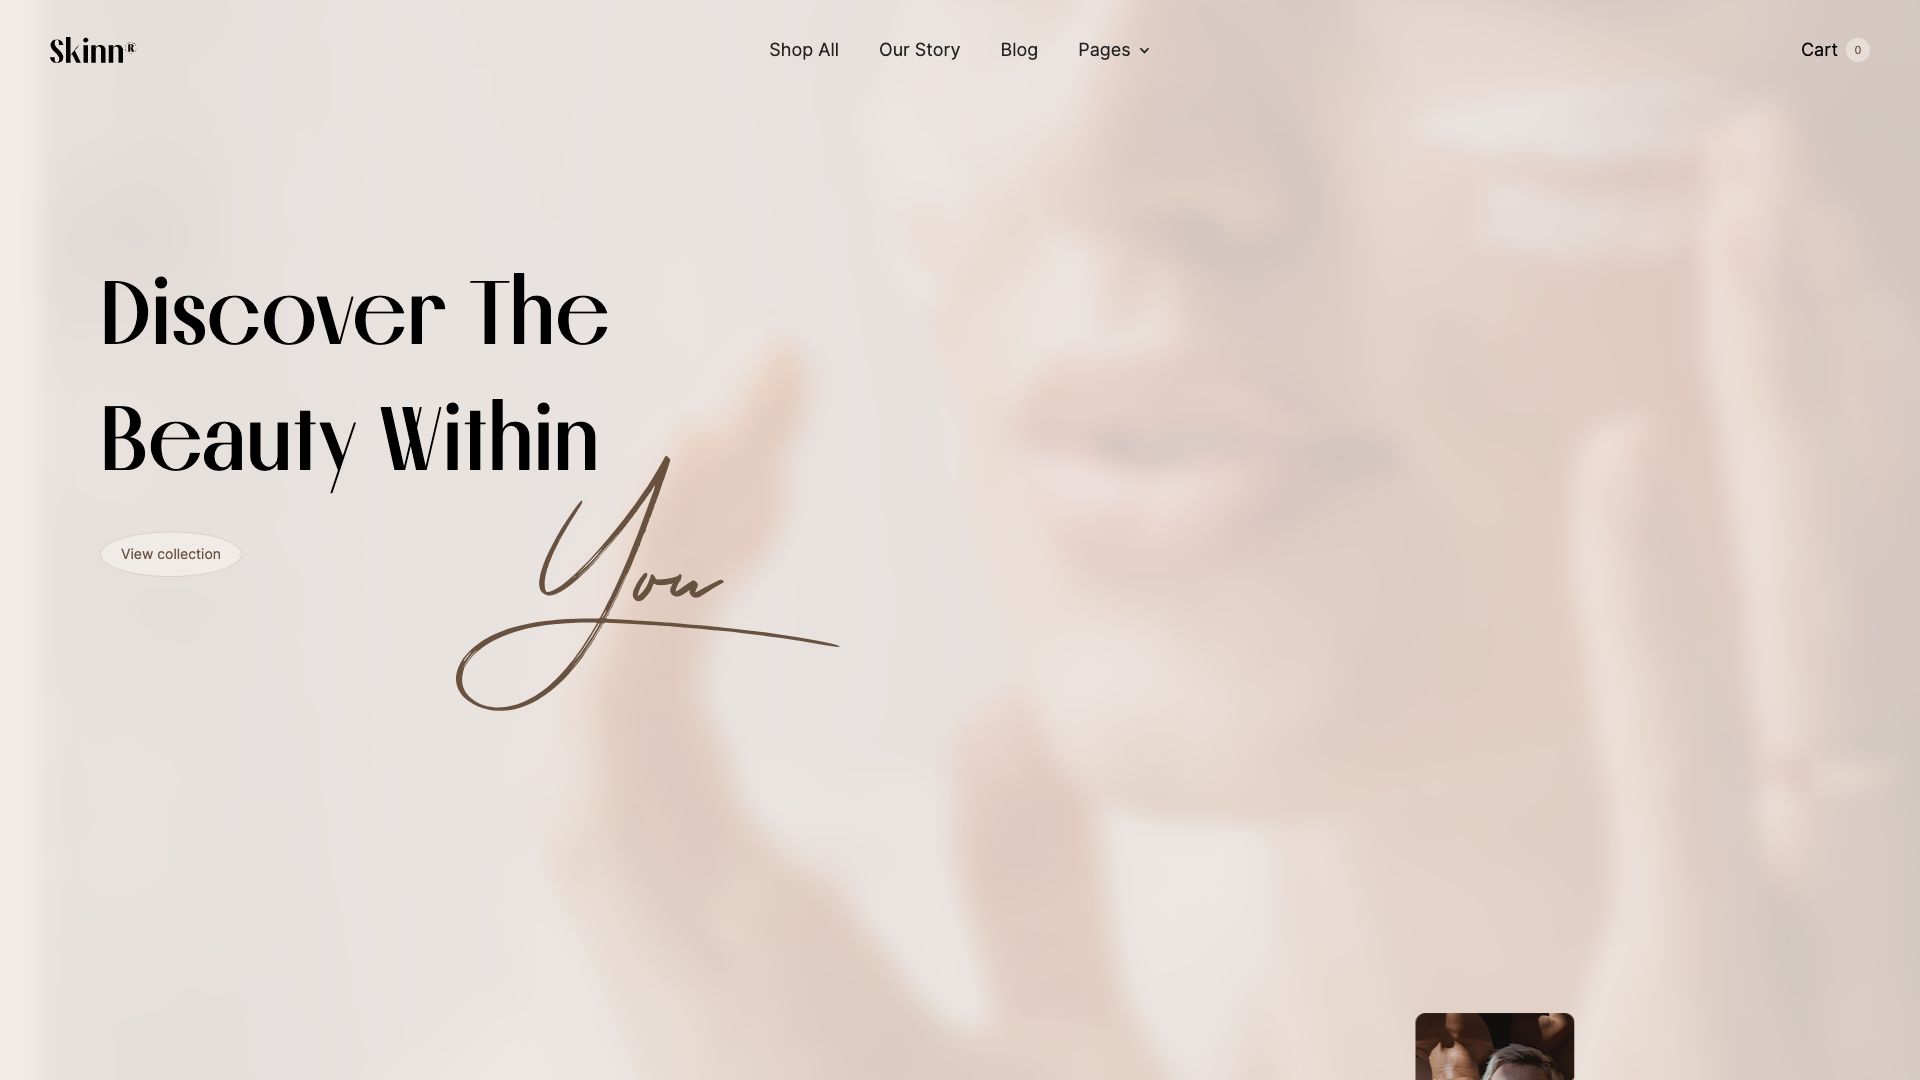 Skinn®
Shop All
Our Story
Blog
Pages
Cart 0
Discover The
Beauty Within
You
View collection